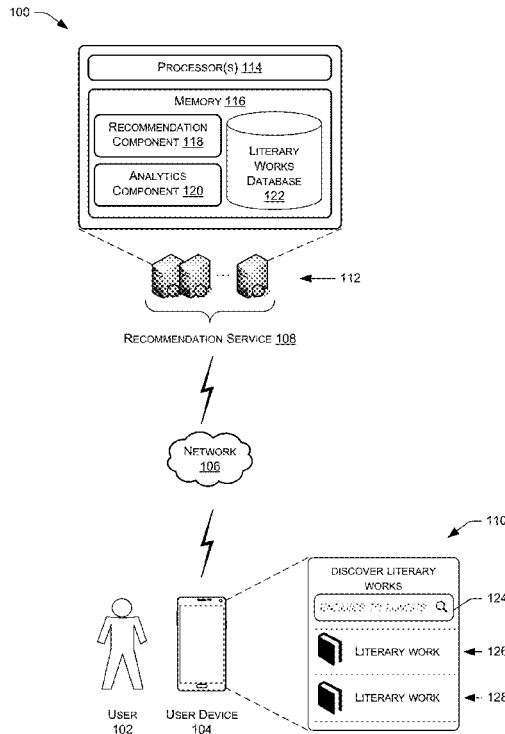 100
PROCESSOR(S) 114
MEMORY 116
RECOMMENDATION
COMPONENT 118
ANALYTICS
COMPONENT 120
LITERARY
WORKS
DATABASE
122
112
RECOMMENDATION SERVICE 108
NETWORK
106
110
DISCOVER LITERARY
WORKS
124
LITERARY WORK
126
LITERARY WORK
128
USER
102
USER DEVICE
104